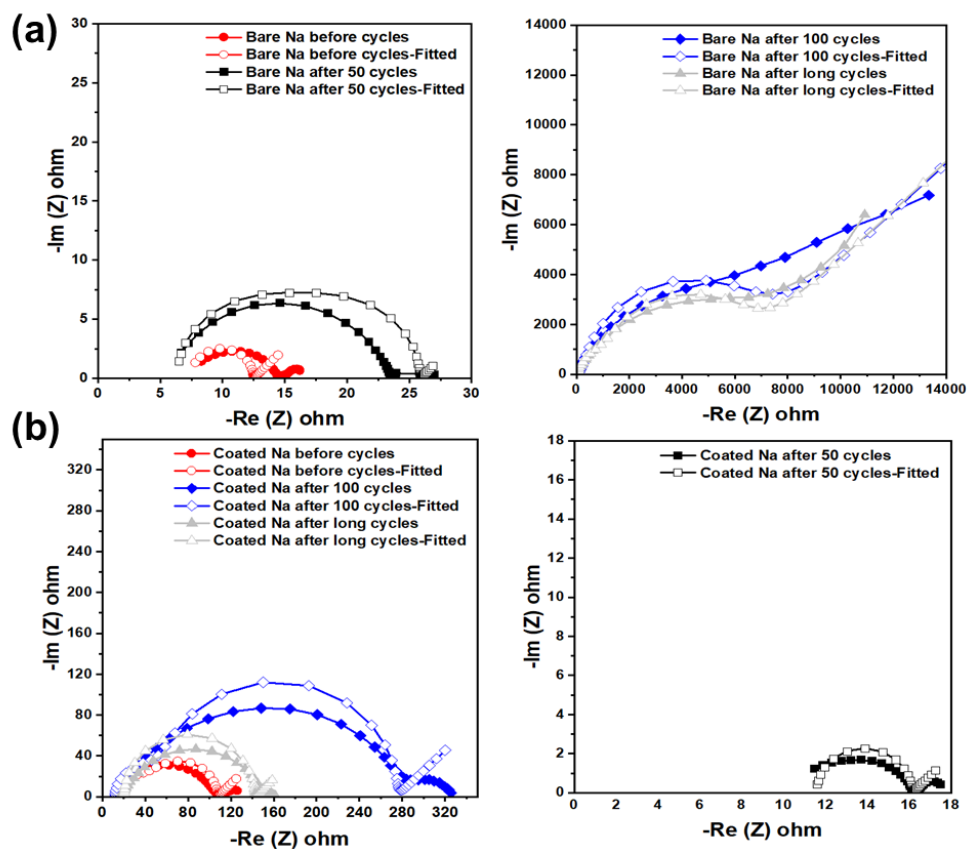 (a)
30
25
20
15
10
5
0
-Im (Z) ohm
Bare Na before cycles
Bare Na before cycles-Fitted
Bare Na after 50 cycles
Bare Na after 50 cycles-Fitted
0 5 10 15 20 25 30
-Re (Z) ohm
14000
12000
10000
8000
6000
4000
2000
0
-Im (Z) ohm
Bare Na after 100 cycles
Bare Na after 100 cycles-Fitted
Bare Na after long cycles
Bare Na after long cycles-Fitted
0 2000 4000 6000 8000 10000 12000 14000
-Re (Z) ohm
(b)
320
280
240
200
160
120
80
40
0
-Im (Z) ohm
Coated Na before cycles
Coated Na before cycles-Fitted
Coated Na after 100 cycles
Coated Na after 100 cycles-Fitted
Coated Na after long cycles
Coated Na after long cycles-Fitted
0 40 80 120 160 200 240 280 320
-Re (Z) ohm
18
16
14
12
10
8
6
4
2
0
-Im (Z) ohm
Coated Na after 50 cycles
Coated Na after 50 cycles-Fitted
0 2 4 6 8 10 12 14 16 18
-Re (Z) ohm